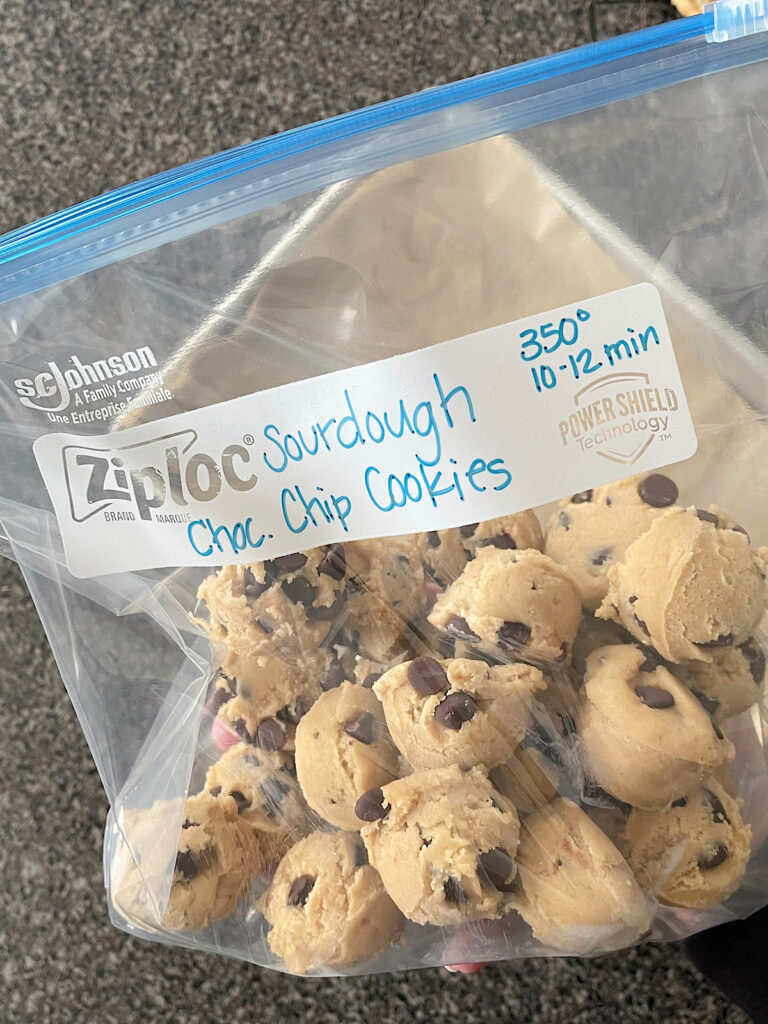 SC Johnson
A Family Company
Une Entreprise Familiale
Ziploc®
BRAND MARQUE
Sourdough
Choc. Chip Cookies
350°
10-12 min
POWER SHIELD
Technology™